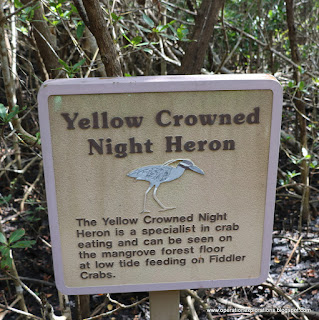 Yellow Crowned
Night Heron
The Yellow Crowned Night
Heron is a specialist in crab
eating and can be seen on
the mangrove forest floor
at low tide feeding on Fiddler
Crabs.